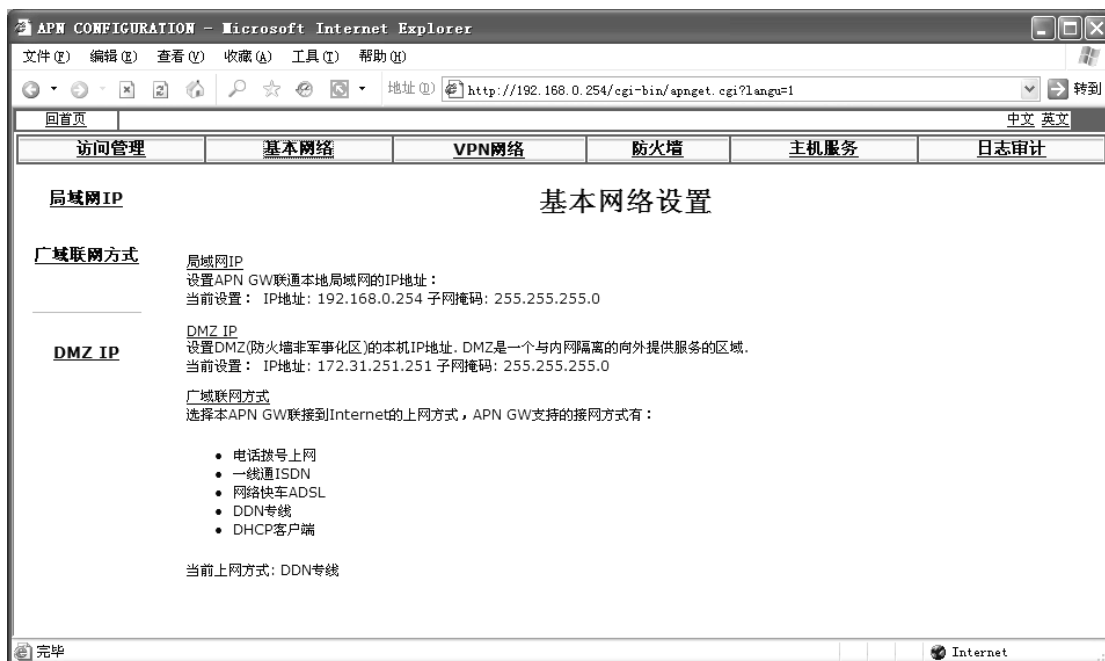 APN CONFIGURATION - Microsoft Internet Explorer
文件(F) 编辑(E) 查看(V) 收藏(A) 工具(T) 帮助(H)
地址(D) http://192.168.0.254/cgi-bin/apnget.cgi?langu=1 转到
回首页 中文 英文
访问管理 基本网络 VPN网络 防火墙 主机服务 日志审计
局域网IP
基本网络设置
广域联网方式
局域网IP
设置APN GW联通本地局域网的IP地址:
当前设置: IP地址: 192.168.0.254 子网掩码: 255.255.255.0
DMZ IP
DMZ IP
设置DMZ(防火墙非军事化区)的本机IP地址. DMZ是一个与内网隔离的向外提供服务的区域.
当前设置: IP地址: 172.31.251.251 子网掩码: 255.255.255.0
广域联网方式
选择本APN GW联接到Internet的上网方式,APN GW支持的接网方式有:
• 电话拨号上网
• 一线通ISDN
• 网络快车ADSL
• DDN专线
• DHCP客户端
当前上网方式: DDN专线
完毕 Internet